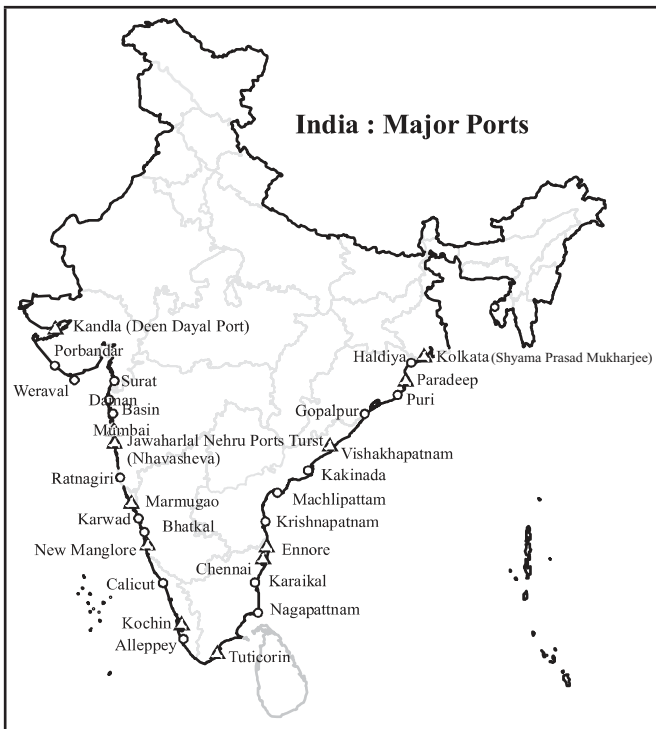 India : Major Ports
Kandla (Deen Dayal Port)
Porbandar
Weraval
Surat
Daman
Basin
Mumbai
Jawaharlal Nehru Ports Turst
(Nhavasheva)
Ratnagiri
Marmugao
Karwad
Bhatkal
New Manglore
Calicut
Kochin
Alleppey
Tuticorin
Haldiya
Kolkata (Shyama Prasad Mukharjee)
Paradeep
Puri
Gopalpur
Vishakhapatnam
Kakinada
Machlipattam
Krishnapatnam
Ennore
Chennai
Karaikal
Nagapattnam